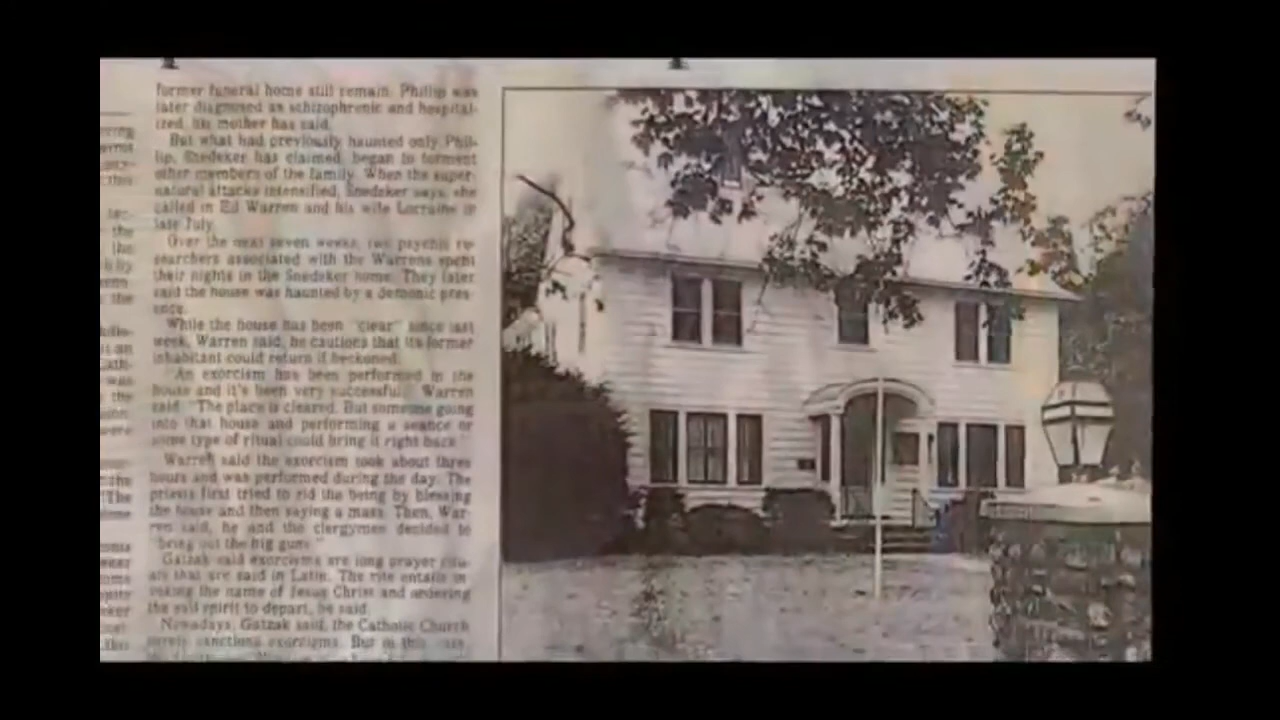 former funeral home still remain. Phillip was
later diagnosed as schizophrenic and hospital-
ized, his mother has said.
But what had previously haunted only Phil-
lip, Snedeker has claimed, began to torment
other members of the family. When the super-
natural attacks intensified, Snedeker says, she
called in Ed Warren and his wife Lorraine in
late July.
Over the next seven weeks, two psychic re-
searchers associated with the Warrens spent
their nights in the Snedeker home. They later
said the house was haunted by a demonic pres-
ence.
While the house has been "clear" since last
week, Warren said, he cautions that its former
inhabitant could return if beckoned.
"An exorcism has been performed in the
house and it's been very successful," Warren
said. "The place is cleared. But someone going
into that house and performing a seance or
some type of ritual could bring it right back."
Warren said the exorcism took about three
hours and was performed during the day. The
priests first tried to rid the being by blessing
the house and then saying a mass. Then, War-
ren said, he and the clergymen decided to
"bring out the big guns."
Gatzak said exorcisms are long prayer ritu-
als that are said in Latin. The rite entails in-
voking the name of Jesus Christ and ordering
the evil spirit to depart, he said.
Nowadays, Gatzak said, the Catholic Church
rarely sanctions exorcisms. But in this case,